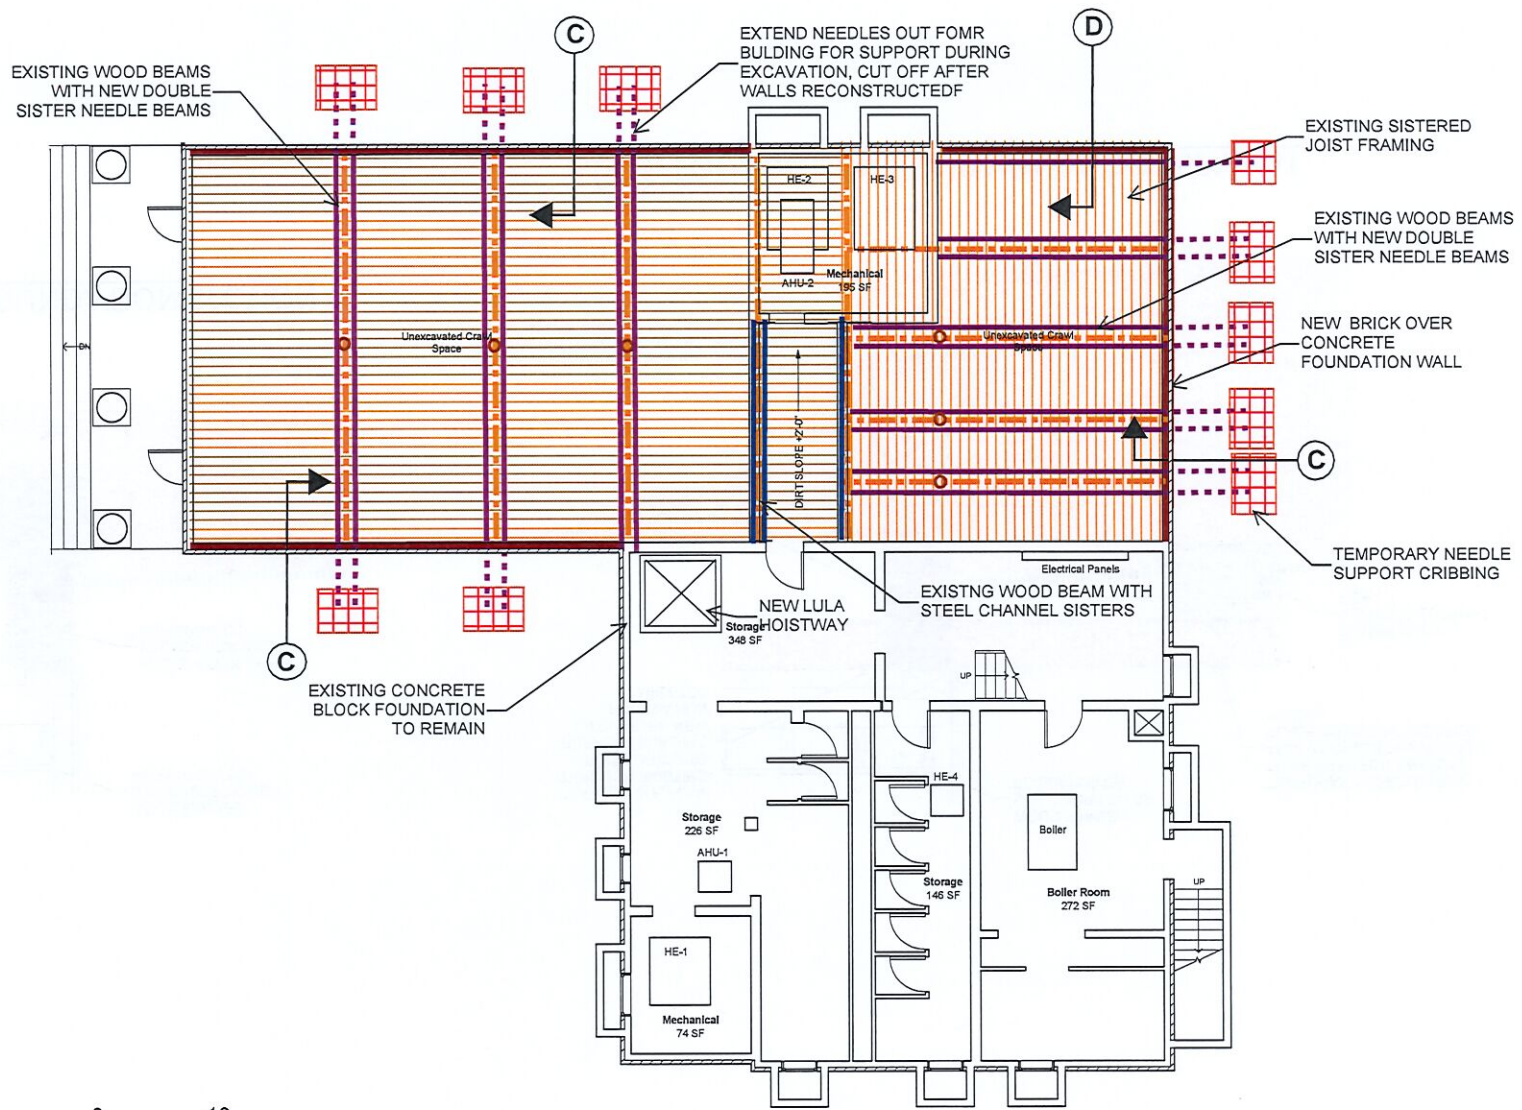 C
D
EXTEND NEEDLES OUT FOMR
BULDING FOR SUPPORT DURING
EXCAVATION, CUT OFF AFTER
WALLS RECONSTRUCTEDF
EXISTING WOOD BEAMS
WITH NEW DOUBLE
SISTER NEEDLE BEAMS
EXISTING SISTERED
JOIST FRAMING
HE-2
HE-3
EXISTING WOOD BEAMS
WITH NEW DOUBLE
SISTER NEEDLE BEAMS
Mechanical
195 SF
AHU-2
NEW BRICK OVER
CONCRETE
FOUNDATION WALL
DN
Unexcavated Crawl
Space
Unexcavated Crawl
Space
DIRT SLOPE +2'-0"
C
TEMPORARY NEEDLE
SUPPORT CRIBBING
Electrical Panels
EXISTNG WOOD BEAM WITH
STEEL CHANNEL SISTERS
NEW LULA
HOISTWAY
Storage
348 SF
C
UP
EXISTING CONCRETE
BLOCK FOUNDATION
TO REMAIN
HE-4
Storage
226 SF
Boiler
AHU-1
Storage
146 SF
Boiler Room
272 SF
UP
HE-1
Mechanical
74 SF